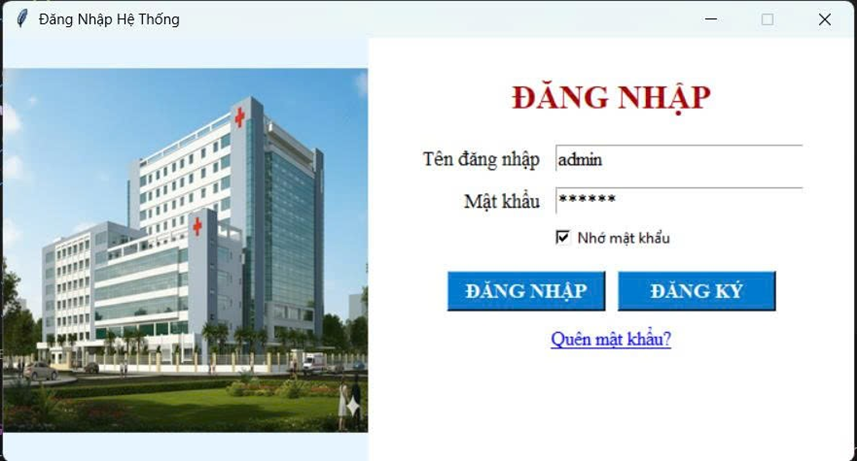 Đăng Nhập Hệ Thống
ĐĂNG NHẬP
Tên đăng nhập admin
Mật khẩu ******
Nhớ mật khẩu
ĐĂNG NHẬP ĐĂNG KÝ
Quên mật khẩu?